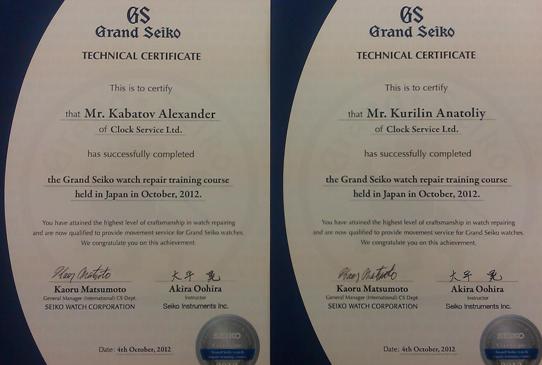 GS
Grand Seiko
TECHNICAL CERTIFICATE
This is to certify
that Mr. Kabatov Alexander
of Clock Service Ltd.
has successfully completed
the Grand Seiko watch repair training course
held in Japan in October, 2012.
You have attained the highest level of craftsmanship in watch repairing
and are now qualified to provide movement service for Grand Seiko watches.
We congratulate you on this achievement.
Kaoru Matsumoto
General Manager (International) CS Dept.
SEIKO WATCH CORPORATION
Akira Oohira
Instructor
Seiko Instruments Inc.
Date: 4th October, 2012
SEIKO
GS
Grand Seiko
TECHNICAL CERTIFICATE
This is to certify
that Mr. Kurilin Anatoliy
of Clock Service Ltd.
has successfully completed
the Grand Seiko watch repair training course
held in Japan in October, 2012.
You have attained the highest level of craftsmanship in watch repairing
and are now qualified to provide movement service for Grand Seiko watches.
We congratulate you on this achievement.
Kaoru Matsumoto
General Manager (International) CS Dept.
SEIKO WATCH CORPORATION
Akira Oohira
Instructor
Seiko Instruments Inc.
Date: 4th October, 2012
SEIKO